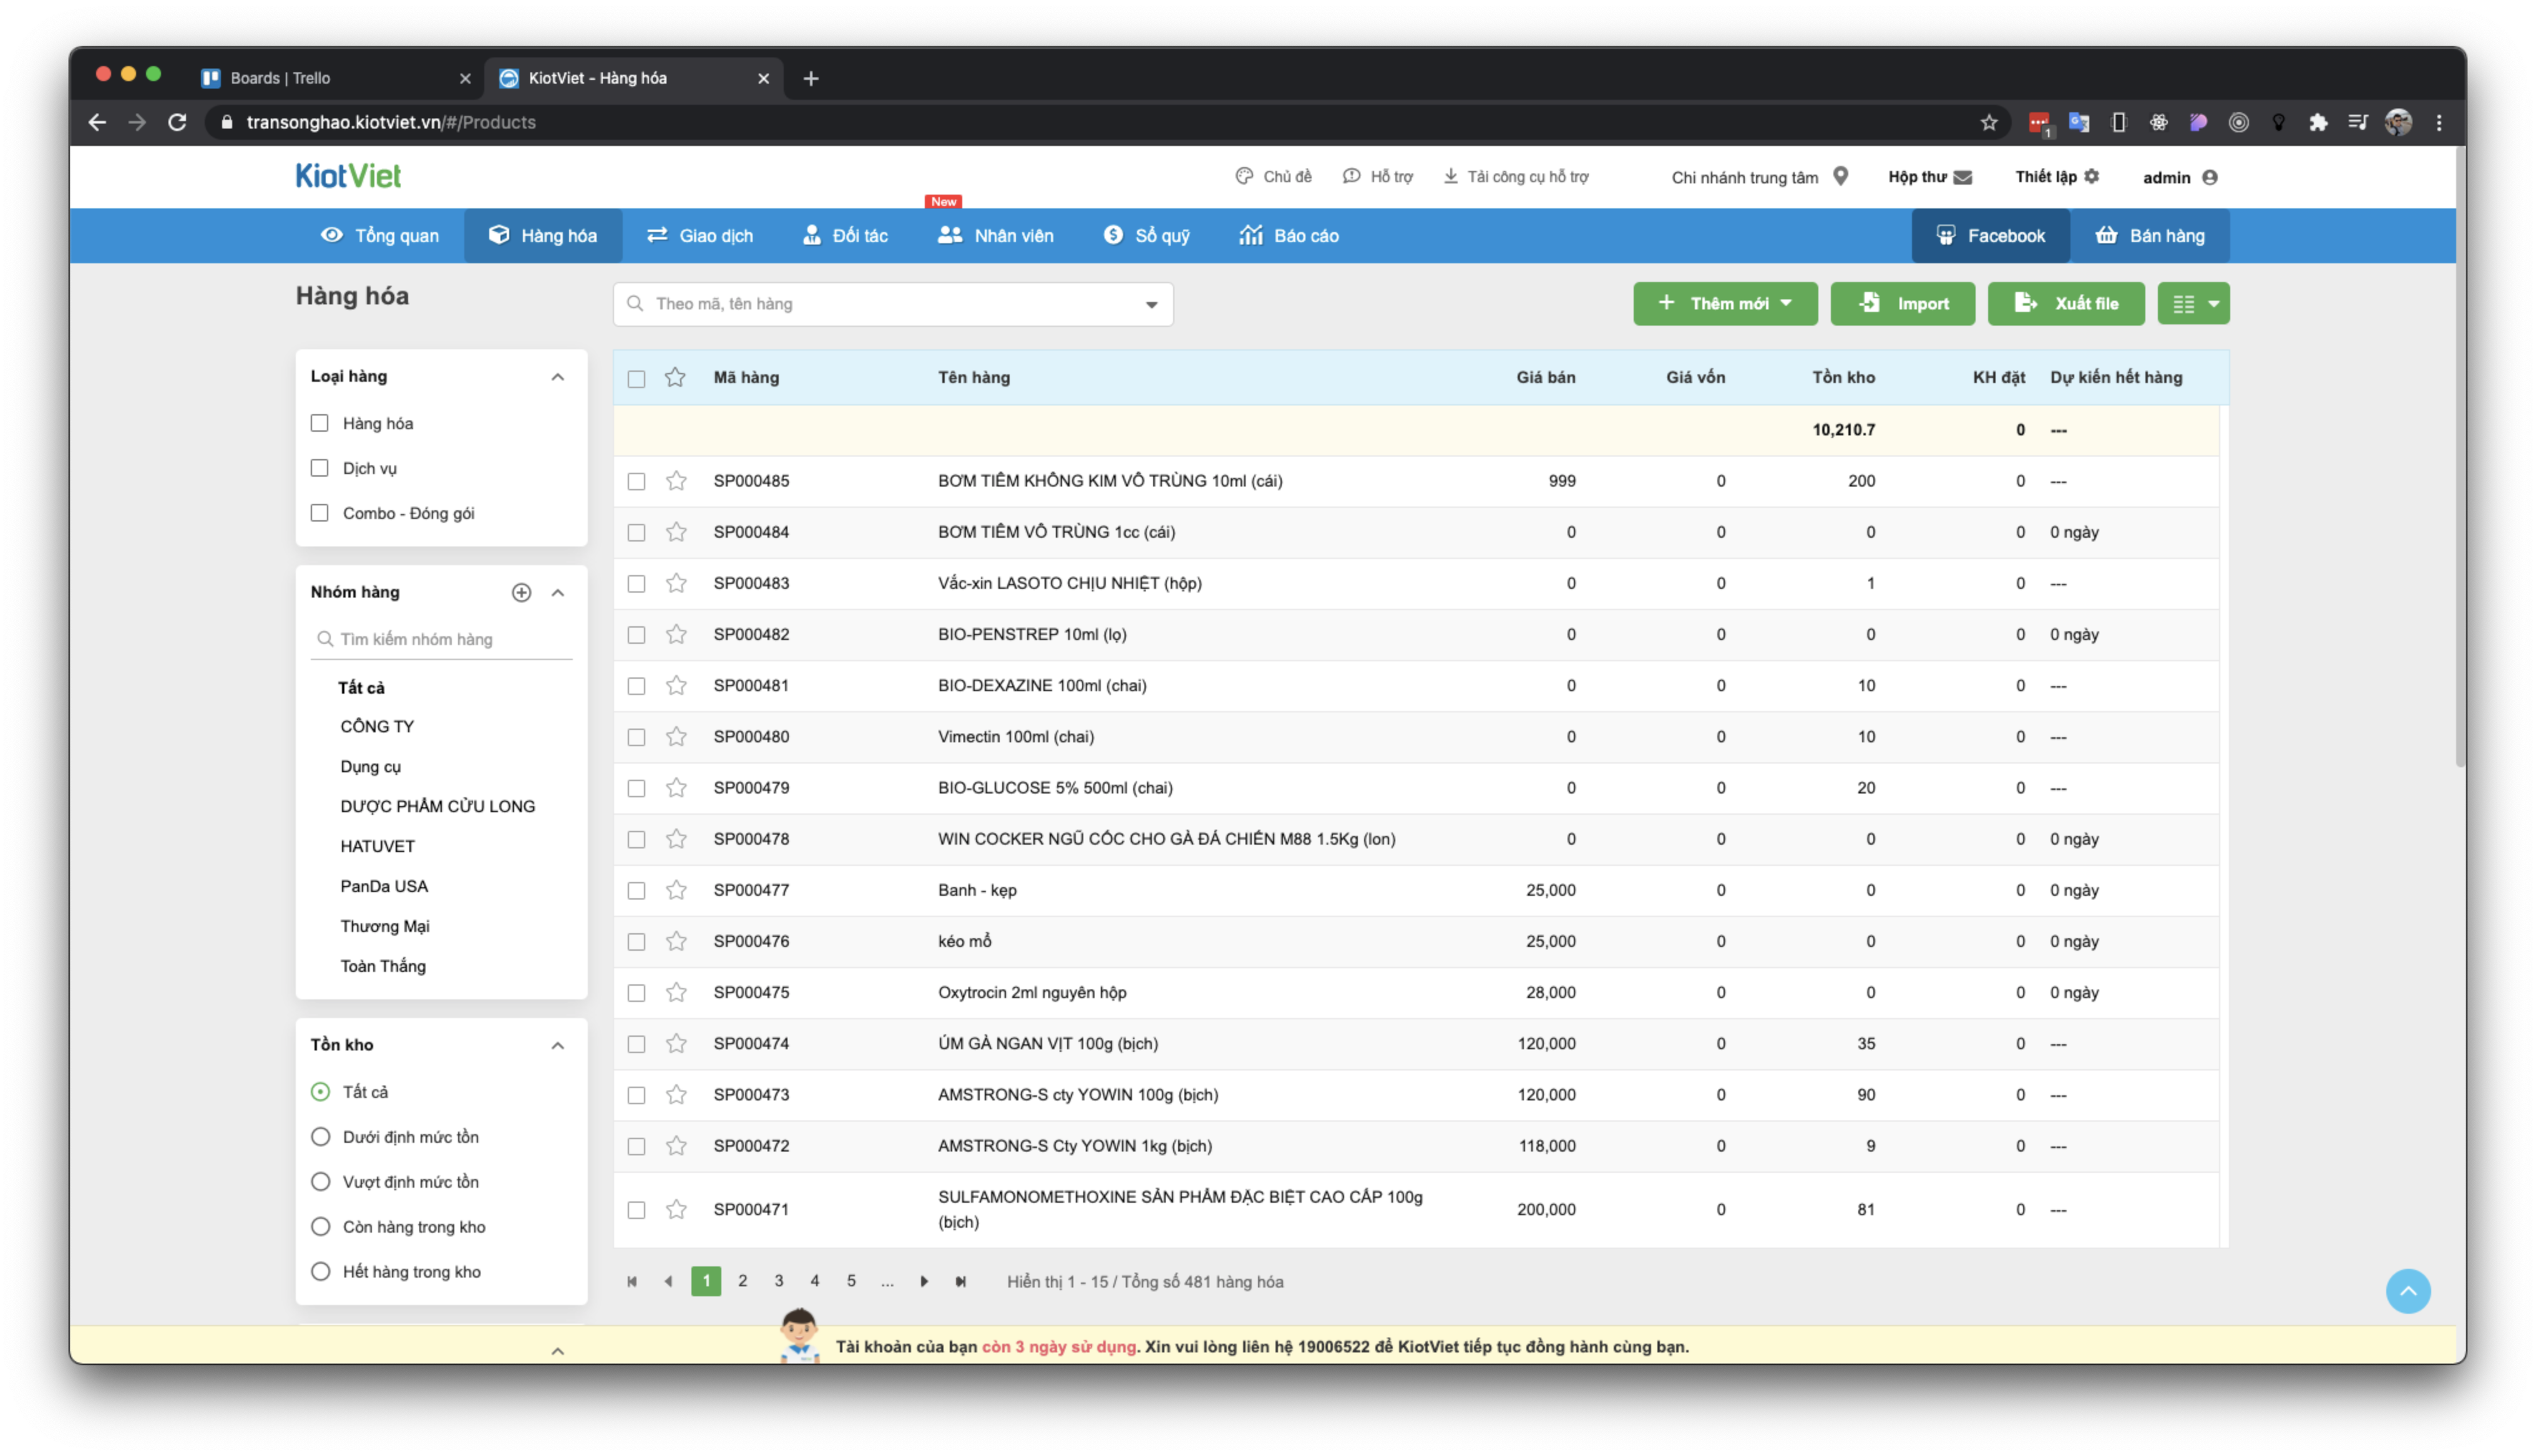 Boards | Trello
KiotViet - Hàng hóa
transonghao.kiotviet.vn/#/Products
1
KiotViet
Chủ đề
Hỗ trợ
Tải công cụ hỗ trợ
Chi nhánh trung tâm
Hộp thư
Thiết lập
admin
Tổng quan
Hàng hóa
Giao dịch
Đối tác
New
Nhân viên
Sổ quỹ
Báo cáo
Facebook
Bán hàng
Hàng hóa
Theo mã, tên hàng
Thêm mới
Import
Xuất file
Loại hàng
Hàng hóa
Dịch vụ
Combo - Đóng gói
Nhóm hàng
Tìm kiếm nhóm hàng
Tất cả
CÔNG TY
Dụng cụ
DƯỢC PHẨM CỬU LONG
HATUVET
PanDa USA
Thương Mại
Toàn Thắng
Tồn kho
Tất cả
Dưới định mức tồn
Vượt định mức tồn
Còn hàng trong kho
Hết hàng trong kho
Mã hàng Tên hàng Giá bán Giá vốn Tồn kho KH đặt Dự kiến hết hàng
10,210.7 0 ---
SP000485 BƠM TIÊM KHÔNG KIM VÔ TRÙNG 10ml (cái) 999 0 200 0 ---
SP000484 BƠM TIÊM VÔ TRÙNG 1cc (cái) 0 0 0 0 0 ngày
SP000483 Vắc-xin LASOTO CHỊU NHIỆT (hộp) 0 0 1 0 ---
SP000482 BIO-PENSTREP 10ml (lọ) 0 0 0 0 0 ngày
SP000481 BIO-DEXAZINE 100ml (chai) 0 0 10 0 ---
SP000480 Vimectin 100ml (chai) 0 0 10 0 ---
SP000479 BIO-GLUCOSE 5% 500ml (chai) 0 0 20 0 ---
SP000478 WIN COCKER NGŨ CỐC CHO GÀ ĐÁ CHIẾN M88 1.5Kg (lon) 0 0 0 0 0 ngày
SP000477 Banh - kẹp 25,000 0 0 0 0 ngày
SP000476 kéo mổ 25,000 0 0 0 0 ngày
SP000475 Oxytrocin 2ml nguyên hộp 28,000 0 0 0 0 ngày
SP000474 ÚM GÀ NGAN VỊT 100g (bịch) 120,000 0 35 0 ---
SP000473 AMSTRONG-S cty YOWIN 100g (bịch) 120,000 0 90 0 ---
SP000472 AMSTRONG-S Cty YOWIN 1kg (bịch) 118,000 0 9 0 ---
SP000471 SULFAMONOMETHOXINE SẢN PHẨM ĐẶC BIỆT CAO CẤP 100g 200,000 0 81 0 ---
(bịch)
1 2 3 4 5 ... Hiển thị 1 - 15 / Tổng số 481 hàng hóa
Tài khoản của bạn còn 3 ngày sử dụng. Xin vui lòng liên hệ 19006522 để KiotViet tiếp tục đồng hành cùng bạn.